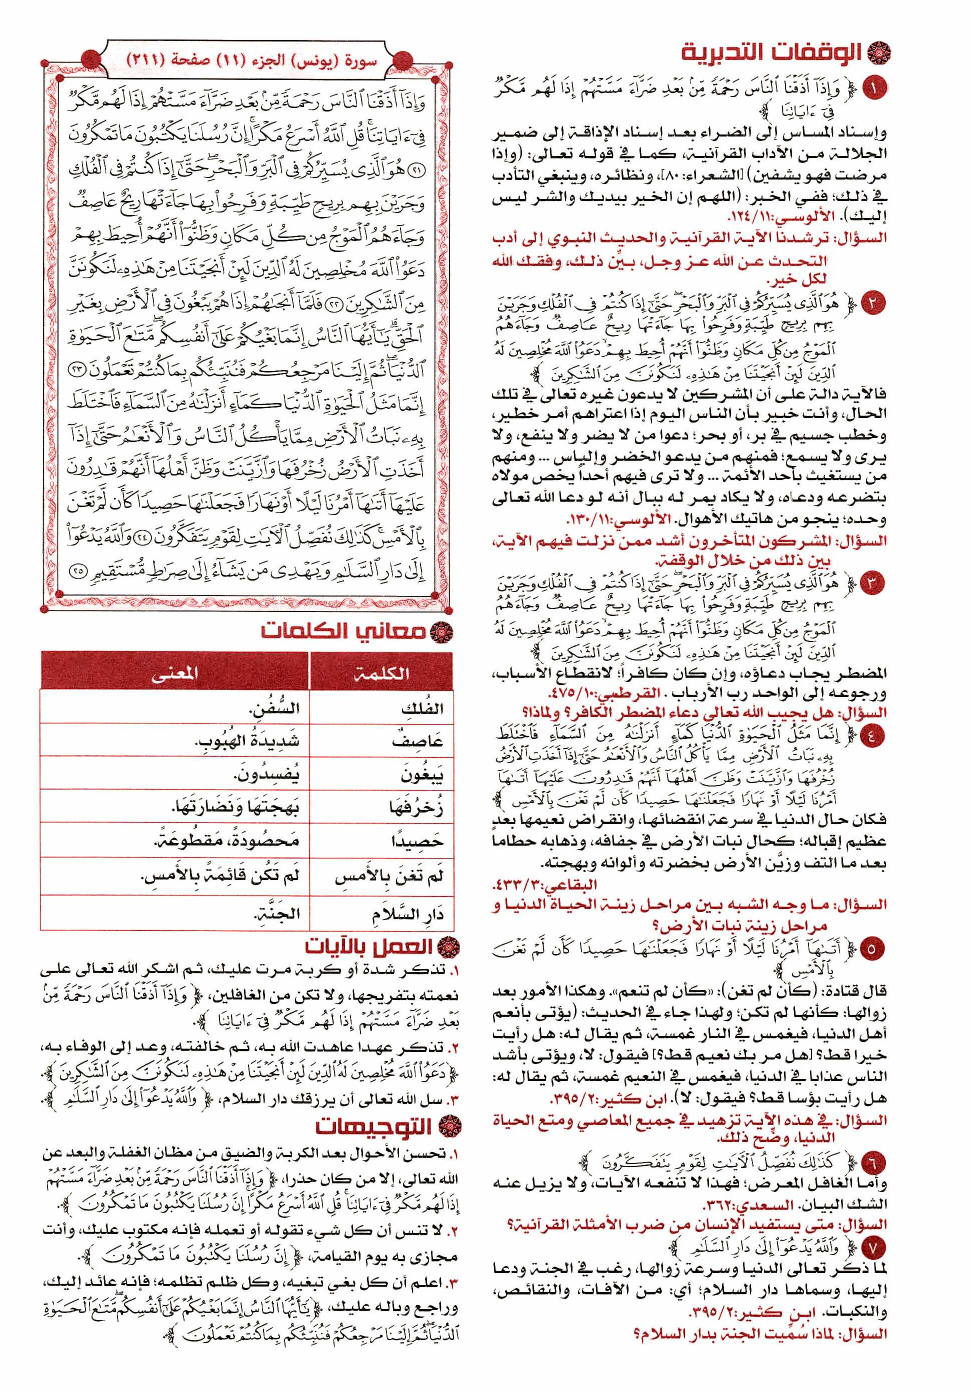 الوقفات التدبرية
١ ﴿ وَإِذَآ أَذَقْنَا ٱلنَّاسَ رَحْمَةً مِّنۢ بَعْدِ ضَرَّآءَ مَسَّتْهُمْ إِذَا لَهُم مَّكْرٌ
فِىٓ ءَايَاتِنَا ﴾
وإسناد المساس إلى الضراء بعد إسناد الإذاقة إلى ضمير
الجلالة من الآداب القرآنية، كما في قوله تعالى: (وإذا
مرضت فهو يشفين) [الشعراء: ٨٠]، ونظائره، وينبغي التأدب
في ذلك؛ ففي الخبر: (اللهم إن الخير بيديك والشر ليس
إليك). الألوسي:١٢٤/١١.
السؤال: ترشدنا الآية القرآنية والحديث النبوي إلى أدب
التحدث عن الله عز وجل، بيِّن ذلك، وفقك الله
لكل خير.
٢ ﴿ هُوَ ٱلَّذِى يُسَيِّرُكُمْ فِى ٱلْبَرِّ وَٱلْبَحْرِ حَتَّىٰٓ إِذَا كُنتُمْ فِى ٱلْفُلْكِ وَجَرَيْنَ
بِهِم بِرِيحٍ طَيِّبَةٍ وَفَرِحُوا۟ بِهَا جَآءَتْهَا رِيحٌ عَاصِفٌ وَجَآءَهُمُ
ٱلْمَوْجُ مِن كُلِّ مَكَانٍ وَظَنُّوٓا۟ أَنَّهُمْ أُحِيطَ بِهِمْ دَعَوُا۟ ٱللَّهَ مُخْلِصِينَ لَهُ
ٱلدِّينَ لَئِنْ أَنجَيْتَنَا مِنْ هَٰذِهِۦ لَنَكُونَنَّ مِنَ ٱلشَّٰكِرِينَ ﴾
فالآية دالة على أن المشركين لا يدعون غيره تعالى في تلك
الحال، وأنت خبير بأن الناس اليوم إذا اعتراهم أمر خطير،
وخطب جسيم في بر، أو بحر؛ دعوا من لا يضر ولا ينفع، ولا
يرى ولا يسمع؛ فمنهم من يدعو الخضر وإلياس ... ومنهم
من يستغيث بأحد الأئمة ... ولا ترى فيهم أحداً يخص مولاه
بتضرعه ودعاه، ولا يكاد يمر له ببال أنه لو دعا الله تعالى
وحده؛ ينجو من هاتيك الأهوال. الألوسي:١٣٠/١١.
السؤال: المشركون المتأخرون أشد ممن نزلت فيهم الآية،
بين ذلك من خلال الوقفة.
٣ ﴿ هُوَ ٱلَّذِى يُسَيِّرُكُمْ فِى ٱلْبَرِّ وَٱلْبَحْرِ حَتَّىٰٓ إِذَا كُنتُمْ فِى ٱلْفُلْكِ وَجَرَيْنَ
بِهِم بِرِيحٍ طَيِّبَةٍ وَفَرِحُوا۟ بِهَا جَآءَتْهَا رِيحٌ عَاصِفٌ وَجَآءَهُمُ
ٱلْمَوْجُ مِن كُلِّ مَكَانٍ وَظَنُّوٓا۟ أَنَّهُمْ أُحِيطَ بِهِمْ دَعَوُا۟ ٱللَّهَ مُخْلِصِينَ لَهُ
ٱلدِّينَ لَئِنْ أَنجَيْتَنَا مِنْ هَٰذِهِۦ لَنَكُونَنَّ مِنَ ٱلشَّٰكِرِينَ ﴾
المضطر يجاب دعاؤه، وإن كان كافراً؛ لانقطاع الأسباب،
ورجوعه إلى الواحد رب الأرباب . القرطبي:٤٧٥/١٠.
السؤال: هل يجيب الله تعالى دعاء المضطر الكافر؟ ولماذا؟
٤ ﴿ إِنَّمَا مَثَلُ ٱلْحَيَوٰةِ ٱلدُّنْيَا كَمَآءٍ أَنزَلْنَٰهُ مِنَ ٱلسَّمَآءِ فَٱخْتَلَطَ
بِهِۦ نَبَاتُ ٱلْأَرْضِ مِمَّا يَأْكُلُ ٱلنَّاسُ وَٱلْأَنْعَٰمُ حَتَّىٰٓ إِذَآ أَخَذَتِ ٱلْأَرْضُ
زُخْرُفَهَا وَٱزَّيَّنَتْ وَظَنَّ أَهْلُهَآ أَنَّهُمْ قَٰدِرُونَ عَلَيْهَآ أَتَىٰهَآ
أَمْرُنَا لَيْلًا أَوْ نَهَارًا فَجَعَلْنَٰهَا حَصِيدًا كَأَن لَّمْ تَغْنَ بِٱلْأَمْسِ ﴾
فكان حال الدنيا في سرعة انقضائها، وانقراض نعيمها بعد
عظيم إقباله؛ كحال نبات الأرض في جفافه، وذهابه حطاماً
بعد ما التف وزيَّن الأرض بخضرته وألوانه وبهجته.
البقاعي:٤٣٣/٣.
السؤال: ما وجه الشبه بين مراحل زينة الحياة الدنيا و
مراحل زينة نبات الأرض؟
٥ ﴿ أَتَىٰهَآ أَمْرُنَا لَيْلًا أَوْ نَهَارًا فَجَعَلْنَٰهَا حَصِيدًا كَأَن لَّمْ تَغْنَ
بِٱلْأَمْسِ ﴾
قال قتادة: (كأن لم تغن): «كأن لم تنعم». وهكذا الأمور بعد
زوالها: كأنها لم تكن؛ ولهذا جاء في الحديث: (يؤتى بأنعم
أهل الدنيا، فيغمس في النار غمسة، ثم يقال له: هل رأيت
خيرا قط؟ [هل مر بك نعيم قط؟] فيقول: لا، ويؤتى بأشد
الناس عذابا في الدنيا، فيغمس في النعيم غمسة، ثم يقال له:
هل رأيت بؤسا قط؟ فيقول: لا). ابن كثير:٣٩٥/٢.
السؤال: في هذه الآية تزهيد في جميع المعاصي ومتع الحياة
الدنيا، وضّح ذلك.
٦ ﴿ كَذَٰلِكَ نُفَصِّلُ ٱلْءَايَٰتِ لِقَوْمٍ يَتَفَكَّرُونَ ﴾
وأما الغافل المعرض؛ فهذا لا تنفعه الآيات، ولا يزيل عنه
الشك البيان. السعدي:٣٦٢.
السؤال: متى يستفيد الإنسان من ضرب الأمثلة القرآنية؟
٧ ﴿ وَٱللَّهُ يَدْعُوٓا۟ إِلَىٰ دَارِ ٱلسَّلَٰمِ ﴾
لما ذكر تعالى الدنيا وسرعة زوالها، رغب في الجنة ودعا
إليها، وسماها دار السلام؛ أي: من الآفات، والنقائص،
والنكبات. ابن كثير:٣٩٥/٢.
السؤال: لماذا سُمِّيت الجنة بدار السلام؟
سورة (يونس) الجزء (١١) صفحة (٢١١)
وَإِذَآ أَذَقْنَا ٱلنَّاسَ رَحْمَةً مِّنۢ بَعْدِ ضَرَّآءَ مَسَّتْهُمْ إِذَا لَهُم مَّكْرٌ
فِىٓ ءَايَاتِنَا ۚ قُلِ ٱللَّهُ أَسْرَعُ مَكْرًا ۚ إِنَّ رُسُلَنَا يَكْتُبُونَ مَا تَمْكُرُونَ
٢١ هُوَ ٱلَّذِى يُسَيِّرُكُمْ فِى ٱلْبَرِّ وَٱلْبَحْرِ ۖ حَتَّىٰٓ إِذَا كُنتُمْ فِى ٱلْفُلْكِ
وَجَرَيْنَ بِهِم بِرِيحٍ طَيِّبَةٍ وَفَرِحُوا۟ بِهَا جَآءَتْهَا رِيحٌ عَاصِفٌ
وَجَآءَهُمُ ٱلْمَوْجُ مِن كُلِّ مَكَانٍ وَظَنُّوٓا۟ أَنَّهُمْ أُحِيطَ بِهِمْ
دَعَوُا۟ ٱللَّهَ مُخْلِصِينَ لَهُ ٱلدِّينَ لَئِنْ أَنجَيْتَنَا مِنْ هَٰذِهِۦ لَنَكُونَنَّ
مِنَ ٱلشَّٰكِرِينَ ٢٢ فَلَمَّآ أَنجَىٰهُمْ إِذَا هُمْ يَبْغُونَ فِى ٱلْأَرْضِ بِغَيْرِ
ٱلْحَقِّ ۗ يَٰٓأَيُّهَا ٱلنَّاسُ إِنَّمَا بَغْيُكُمْ عَلَىٰٓ أَنفُسِكُم ۖ مَّتَٰعَ ٱلْحَيَوٰةِ
ٱلدُّنْيَا ۖ ثُمَّ إِلَيْنَا مَرْجِعُكُمْ فَنُنَبِّئُكُم بِمَا كُنتُمْ تَعْمَلُونَ ٢٣
إِنَّمَا مَثَلُ ٱلْحَيَوٰةِ ٱلدُّنْيَا كَمَآءٍ أَنزَلْنَٰهُ مِنَ ٱلسَّمَآءِ فَٱخْتَلَطَ
بِهِۦ نَبَاتُ ٱلْأَرْضِ مِمَّا يَأْكُلُ ٱلنَّاسُ وَٱلْأَنْعَٰمُ حَتَّىٰٓ إِذَآ
أَخَذَتِ ٱلْأَرْضُ زُخْرُفَهَا وَٱزَّيَّنَتْ وَظَنَّ أَهْلُهَآ أَنَّهُمْ قَٰدِرُونَ
عَلَيْهَآ أَتَىٰهَآ أَمْرُنَا لَيْلًا أَوْ نَهَارًا فَجَعَلْنَٰهَا حَصِيدًا كَأَن لَّمْ تَغْنَ
بِٱلْأَمْسِ ۚ كَذَٰلِكَ نُفَصِّلُ ٱلْءَايَٰتِ لِقَوْمٍ يَتَفَكَّرُونَ ٢٤ وَٱللَّهُ يَدْعُوٓا۟
إِلَىٰ دَارِ ٱلسَّلَٰمِ وَيَهْدِى مَن يَشَآءُ إِلَىٰ صِرَٰطٍ مُّسْتَقِيمٍ ٢٥
معاني الكلمات
الكلمة المعنى
الفُلكِ السُّفُنِ.
عَاصِفٌ شَدِيدَةُ الهُبُوبِ.
يَبغُونَ يُفسِدُونَ.
زُخرُفَهَا بَهجَتَهَا وَنَضَارَتَهَا.
حَصِيدًا مَحصُودَةً، مَقطُوعَةً.
لَم تَغنَ بِالأَمسِ لَم تَكُن قَائِمَةً بِالأَمسِ.
دَارِ السَّلاَمِ الجَنَّةِ.
العمل بالآيات
١. تذكر شدة أو كربة مرت عليك، ثم اشكر الله تعالى على
نعمته بتفريجها، ولا تكن من الغافلين، ﴿ وَإِذَآ أَذَقْنَا ٱلنَّاسَ رَحْمَةً مِّنۢ
بَعْدِ ضَرَّآءَ مَسَّتْهُمْ إِذَا لَهُم مَّكْرٌ فِىٓ ءَايَاتِنَا ﴾.
٢. تذكر عهدا عاهدت الله به، ثم خالفته، وعد إلى الوفاء به،
﴿ دَعَوُا۟ ٱللَّهَ مُخْلِصِينَ لَهُ ٱلدِّينَ لَئِنْ أَنجَيْتَنَا مِنْ هَٰذِهِۦ لَنَكُونَنَّ مِنَ ٱلشَّٰكِرِينَ ﴾.
٣. سل الله تعالى أن يرزقك دار السلام، ﴿ وَٱللَّهُ يَدْعُوٓا۟ إِلَىٰ دَارِ ٱلسَّلَٰمِ ﴾.
التوجيهات
١. تحسن الأحوال بعد الكربة والضيق من مظان الغفلة والبعد عن
الله تعالى، إلا من كان حذرا، ﴿ وَإِذَآ أَذَقْنَا ٱلنَّاسَ رَحْمَةً مِّنۢ بَعْدِ ضَرَّآءَ مَسَّتْهُمْ
إِذَا لَهُم مَّكْرٌ فِىٓ ءَايَاتِنَا ۚ قُلِ ٱللَّهُ أَسْرَعُ مَكْرًا ۚ إِنَّ رُسُلَنَا يَكْتُبُونَ مَا تَمْكُرُونَ ﴾.
٢. لا تنس أن كل شيء تقوله أو تعمله فإنه مكتوب عليك، وأنت
مجازى به يوم القيامة، ﴿ إِنَّ رُسُلَنَا يَكْتُبُونَ مَا تَمْكُرُونَ ﴾.
٣. اعلم أن كل بغي تبغيه، وكل ظلم تظلمه؛ فإنه عائد إليك،
وراجع وباله عليك، ﴿ يَٰٓأَيُّهَا ٱلنَّاسُ إِنَّمَا بَغْيُكُمْ عَلَىٰٓ أَنفُسِكُم ۖ مَّتَٰعَ ٱلْحَيَوٰةِ
ٱلدُّنْيَا ۖ ثُمَّ إِلَيْنَا مَرْجِعُكُمْ فَنُنَبِّئُكُم بِمَا كُنتُمْ تَعْمَلُونَ ﴾.